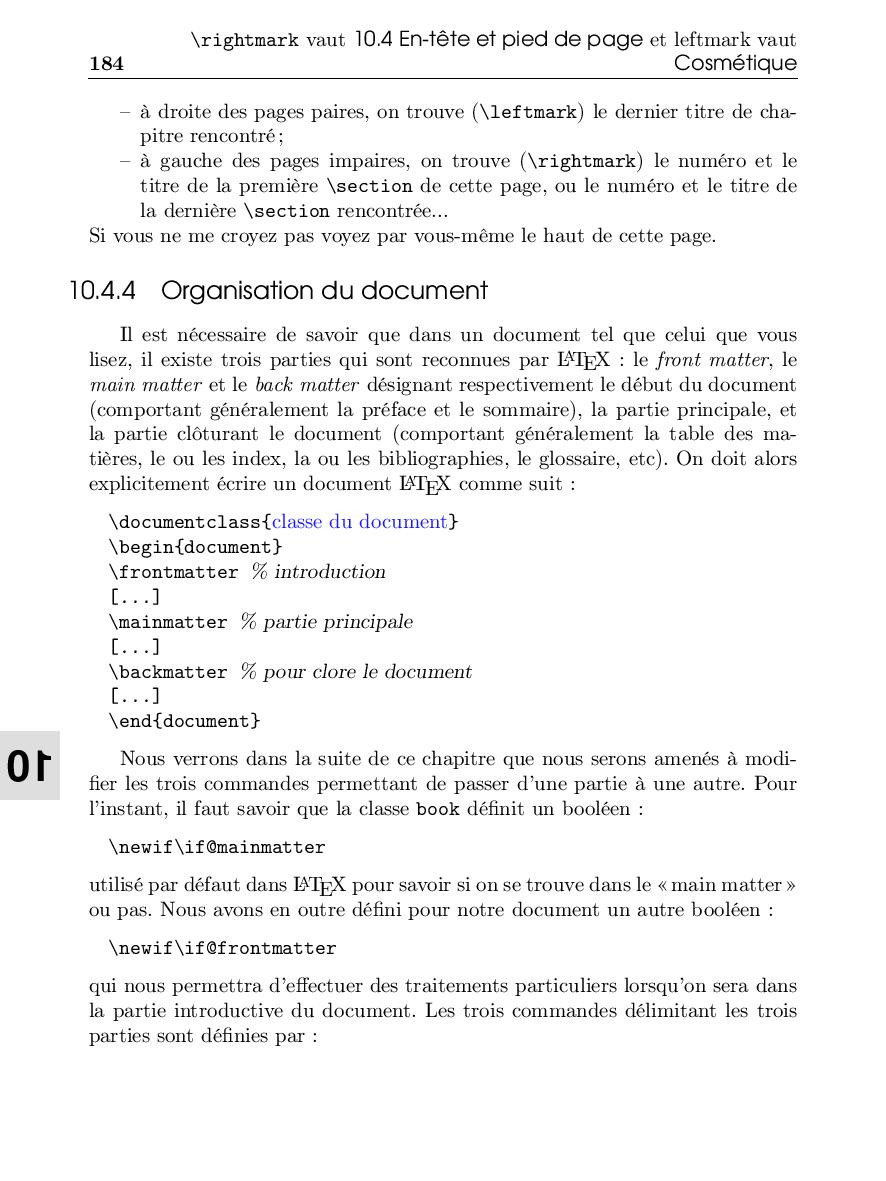 \rightmark vaut 10.4 En-tête et pied de page et leftmark vaut
184 Cosmétique
– à droite des pages paires, on trouve (\leftmark) le dernier titre de cha-
pitre rencontré ;
– à gauche des pages impaires, on trouve (\rightmark) le numéro et le
titre de la première \section de cette page, ou le numéro et le titre de
la dernière \section rencontrée...
Si vous ne me croyez pas voyez par vous-même le haut de cette page.
10.4.4 Organisation du document
Il est nécessaire de savoir que dans un document tel que celui que vous
lisez, il existe trois parties qui sont reconnues par LATEX : le front matter, le
main matter et le back matter désignant respectivement le début du document
(comportant généralement la préface et le sommaire), la partie principale, et
la partie clôturant le document (comportant généralement la table des ma-
tières, le ou les index, la ou les bibliographies, le glossaire, etc). On doit alors
explicitement écrire un document LATEX comme suit :
\documentclass{classe du document}
\begin{document}
\frontmatter % introduction
[...]
\mainmatter % partie principale
[...]
\backmatter % pour clore le document
[...]
\end{document}
10
Nous verrons dans la suite de ce chapitre que nous serons amenés à modi-
fier les trois commandes permettant de passer d'une partie à une autre. Pour
l'instant, il faut savoir que la classe book définit un booléen :
\newif\if@mainmatter
utilisé par défaut dans LATEX pour savoir si on se trouve dans le « main matter »
ou pas. Nous avons en outre défini pour notre document un autre booléen :
\newif\if@frontmatter
qui nous permettra d'effectuer des traitements particuliers lorsqu'on sera dans
la partie introductive du document. Les trois commandes délimitant les trois
parties sont définies par :